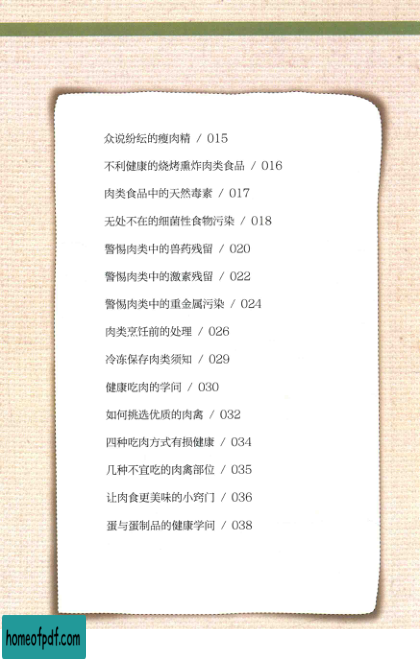 众说纷纭的瘦肉精 / 015
不利健康的烧烤熏炸肉类食品 / 016
肉类食品中的天然毒素 / 017
无处不在的细菌性食物污染 / 018
警惕肉类中的兽药残留 / 020
警惕肉类中的激素残留 / 022
警惕肉类中的重金属污染 / 024
肉类烹饪前的处理 / 026
冷冻保存肉类须知 / 029
健康吃肉的学问 / 030
如何挑选优质的肉禽 / 032
四种吃肉方式有损健康 / 034
几种不宜吃的肉禽部位 / 035
让肉食更美味的小窍门 / 036
蛋与蛋制品的健康学问 / 038
homeofpdf.com